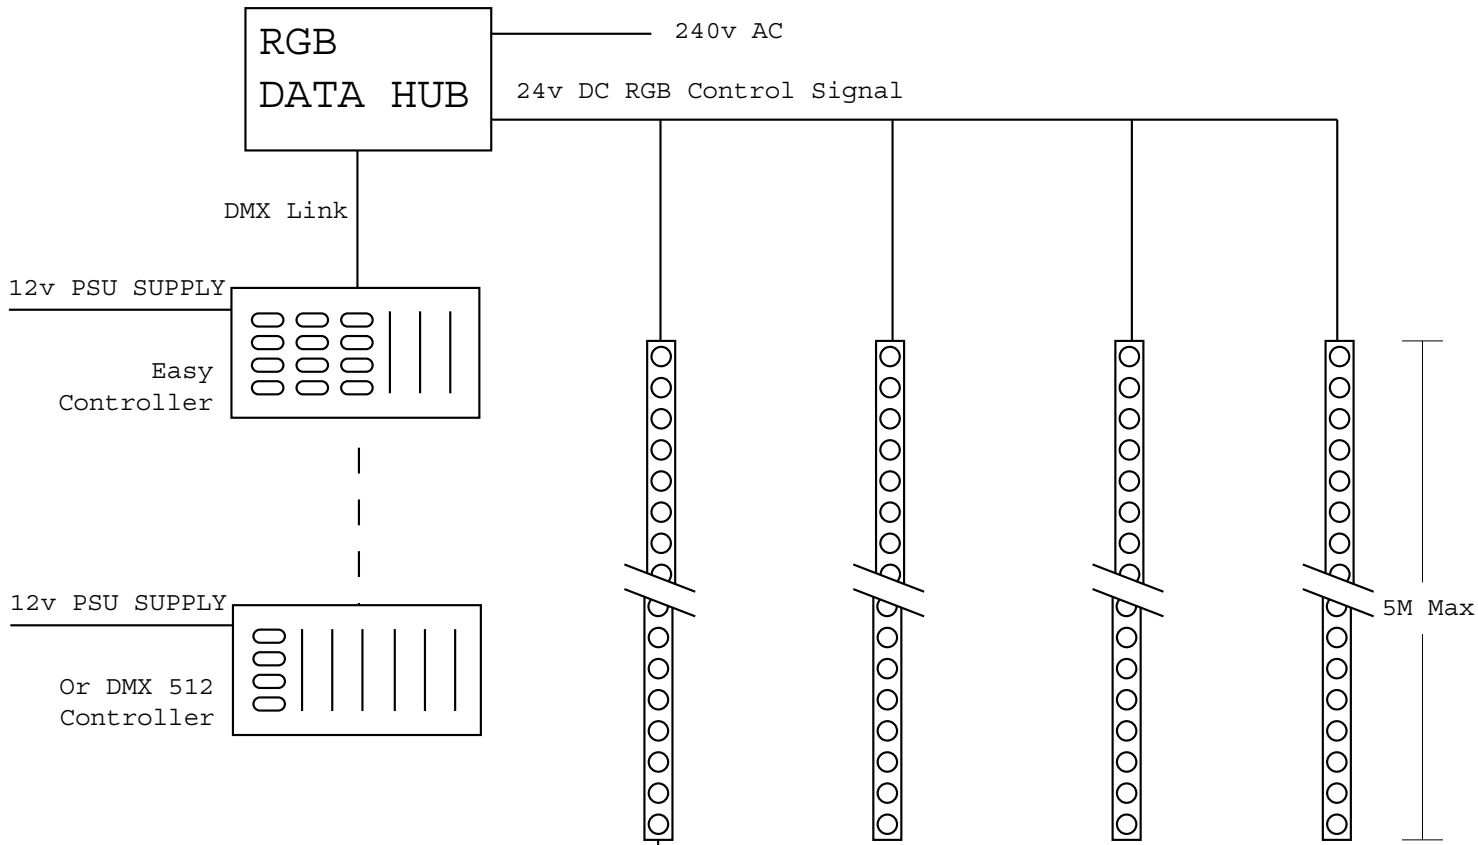 RGB
DATA HUB
240v AC
24v DC RGB Control Signal
DMX Link
12v PSU SUPPLY
Easy
Controller
12v PSU SUPPLY
Or DMX 512
Controller
5M Max